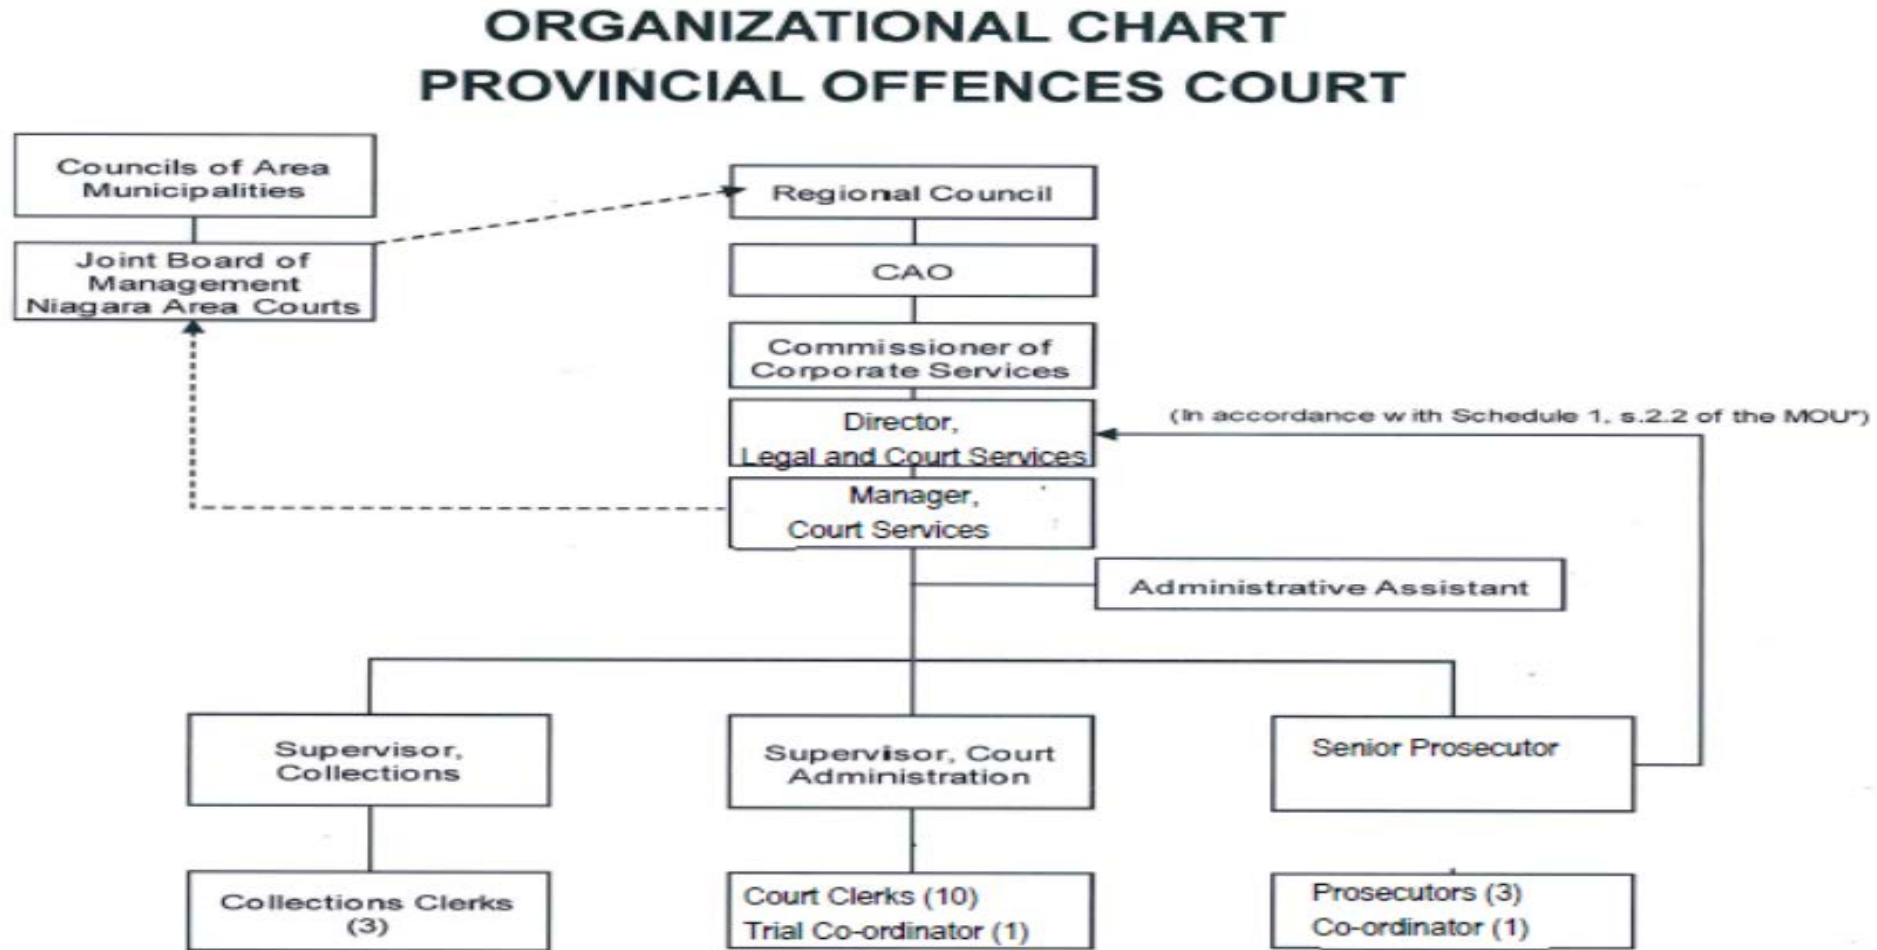 ORGANIZATIONAL CHART
PROVINCIAL OFFENCES COURT
Councils of Area
Municipalities
Joint Board of
Management
Niagara Area Courts
Regional Council
CAO
Commissioner of
Corporate Services
Director,
Legal and Court Services
(In accordance with Schedule 1, s.2.2 of the MOU*)
Manager,
Court Services
Administrative Assistant
Supervisor,
Collections
Supervisor, Court
Administration
Senior Prosecutor
Collections Clerks
(3)
Court Clerks (10)
Trial Co-ordinator (1)
Prosecutors (3)
Co-ordinator (1)